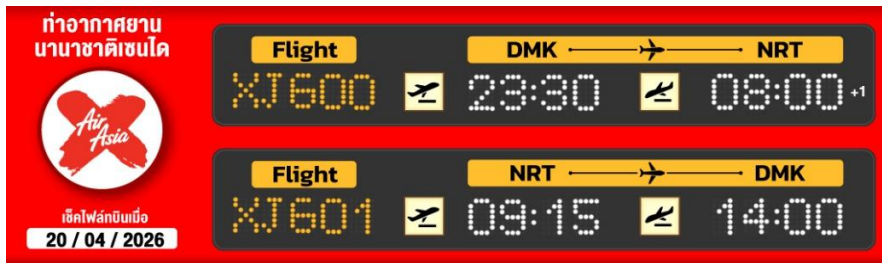 ท่าอากาศยาน
นานาชาติเซนได
Air
Asia
เช็คไฟล์ทบินเมื่อ
20 / 04 / 2026
Flight DMK NRT
XJ600 23:30 08:00 +1
Flight NRT DMK
XJ601 09:15 14:00